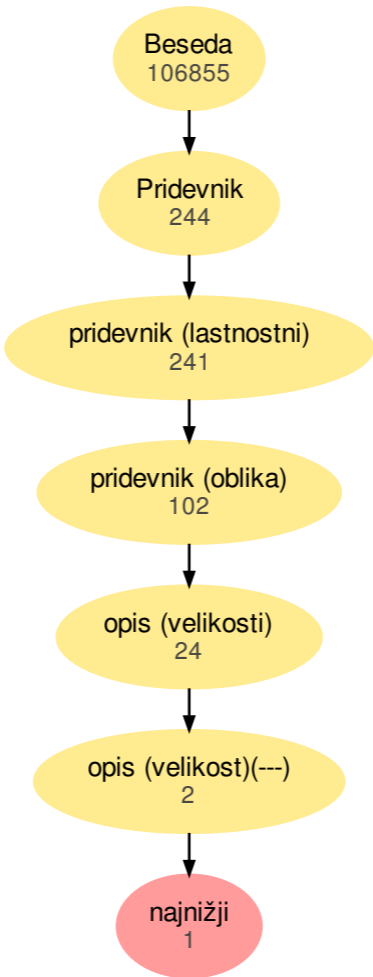 Beseda
106855
Pridevnik
244
pridevnik (lastnostni)
241
pridevnik (oblika)
102
opis (velikosti)
24
opis (velikost)(---)
2
najnižji
1